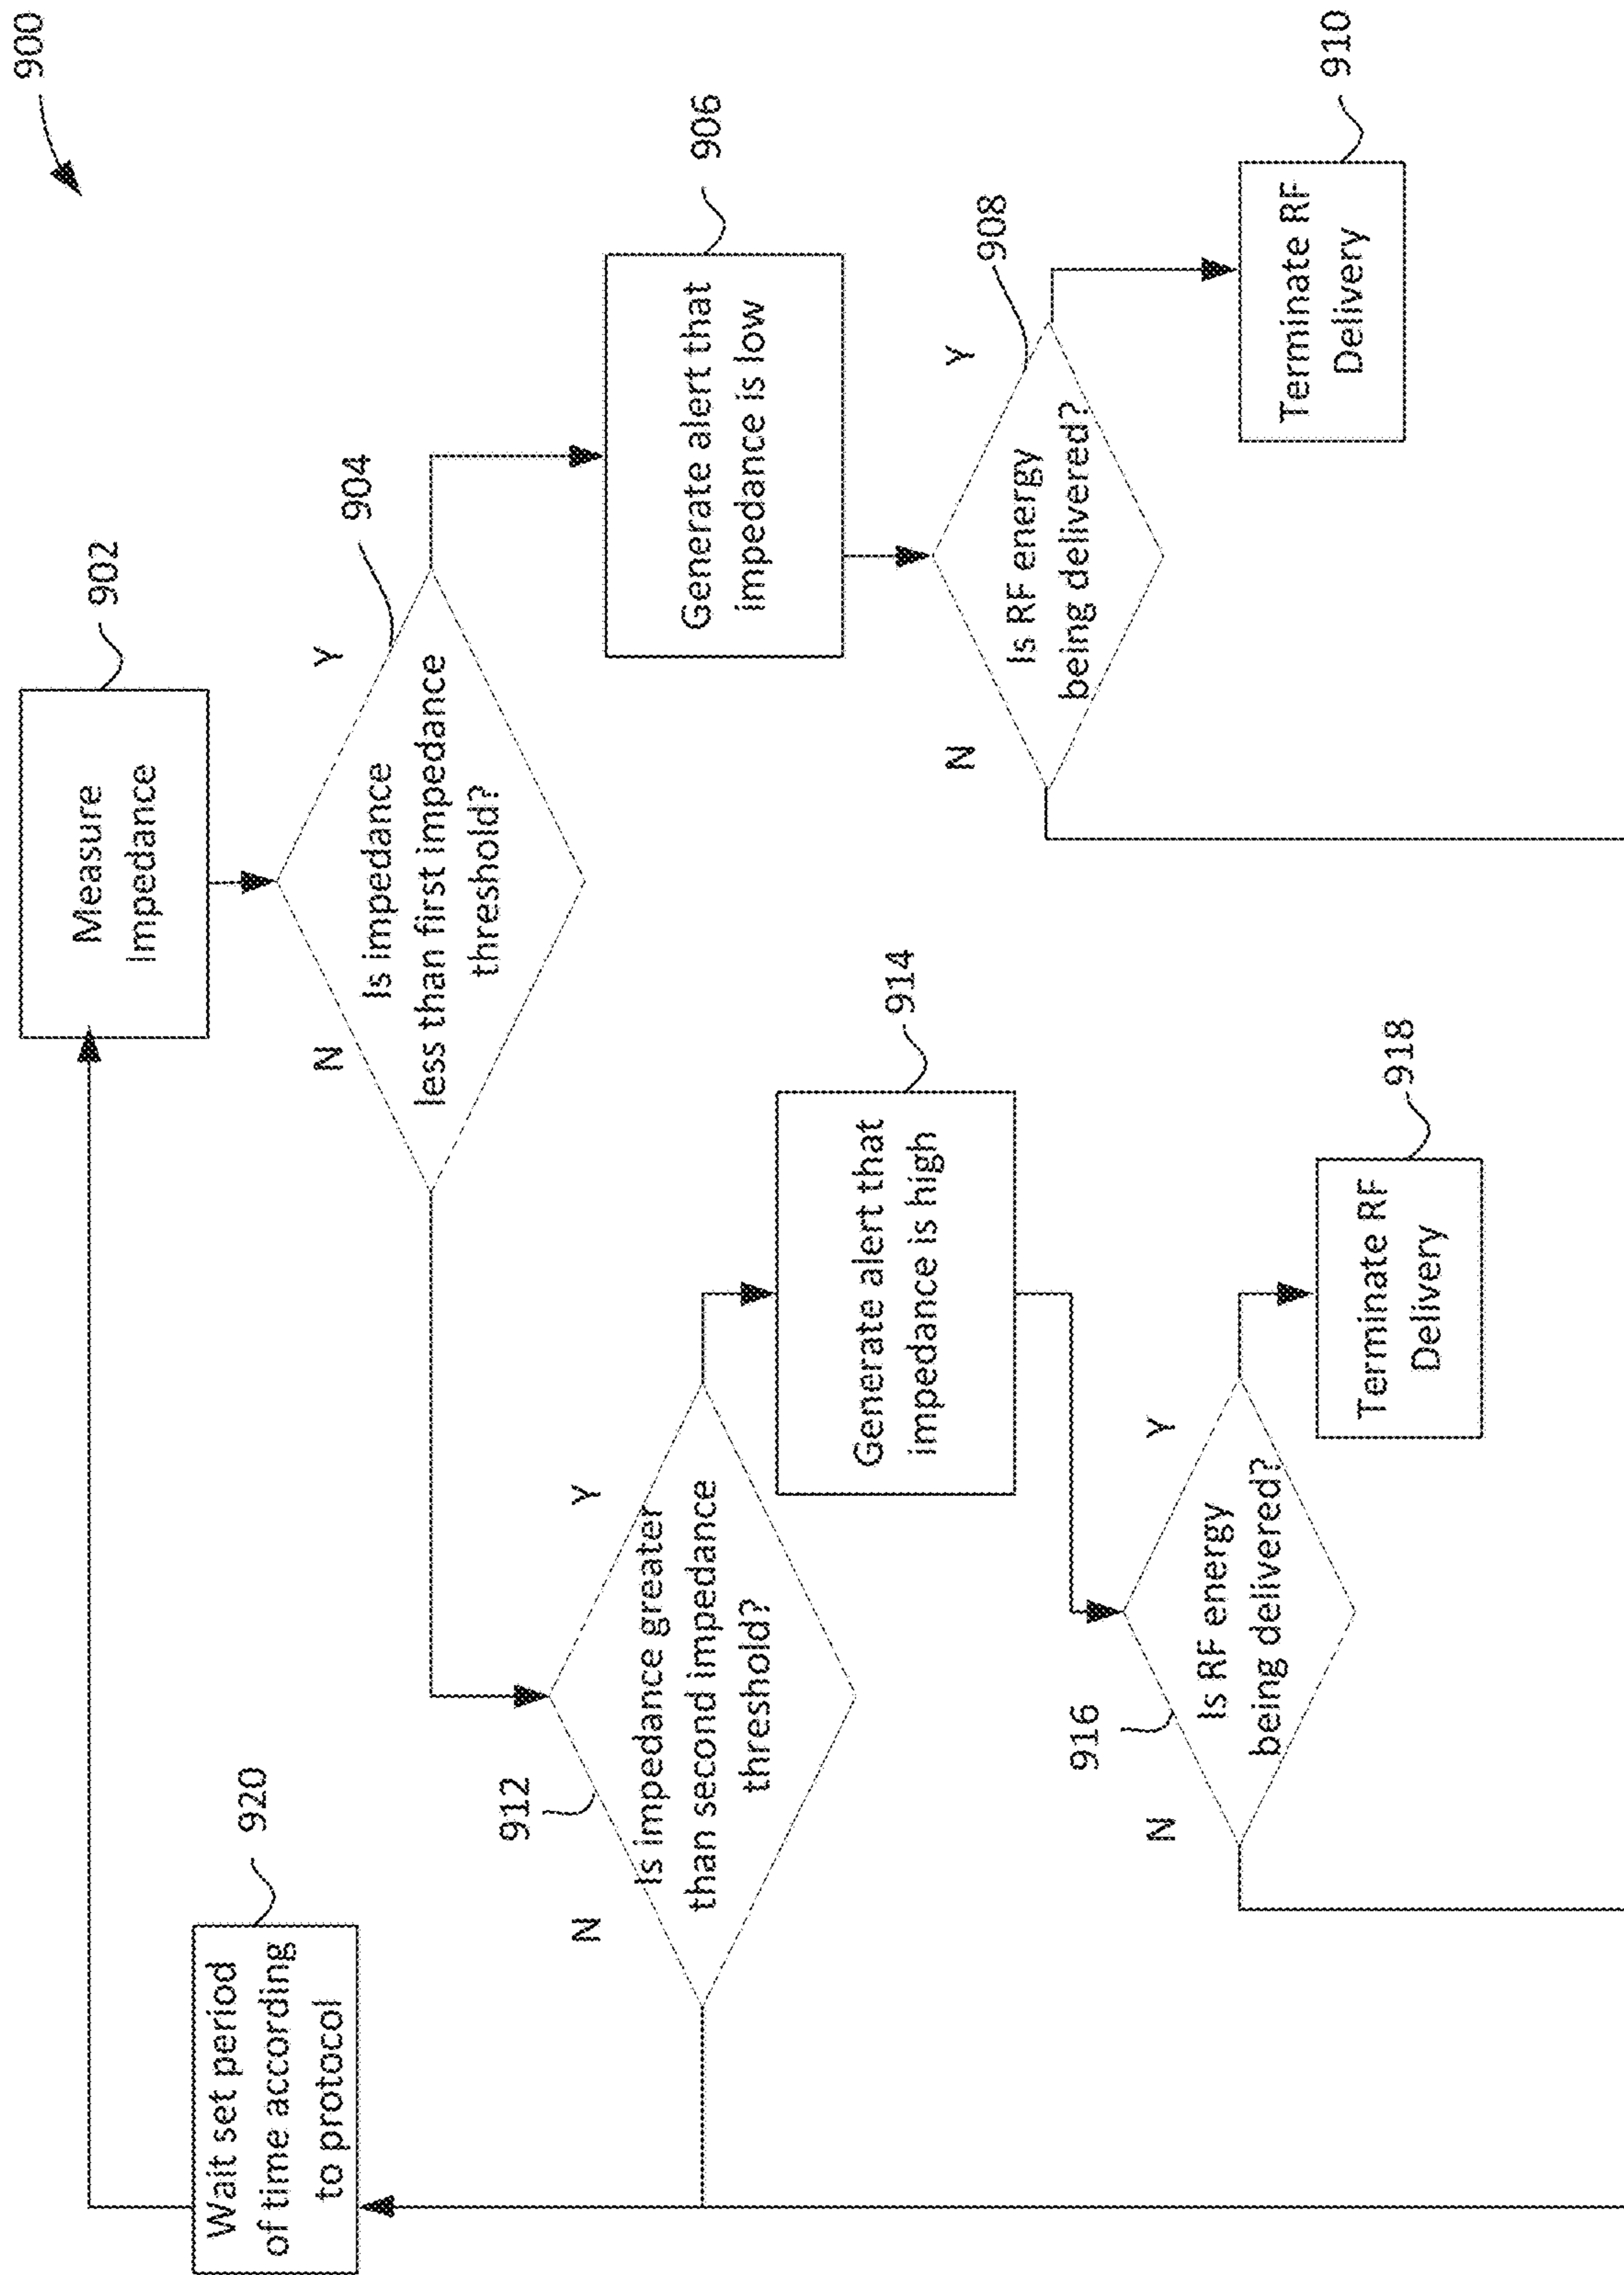 900
Measure
Impedance
902
Wait set period
of time according
to protocol
920
904
N
Y
Is impedance
less than first impedance
threshold?
912
N
Y
Is impedance greater
than second impedance
threshold?
Generate alert that
impedance is low
906
Generate alert that
impedance is high
914
908
N
Y
Is RF energy
being delivered?
916
N
Y
Is RF energy
being delivered?
Terminate RF
Delivery
910
Terminate RF
Delivery
918